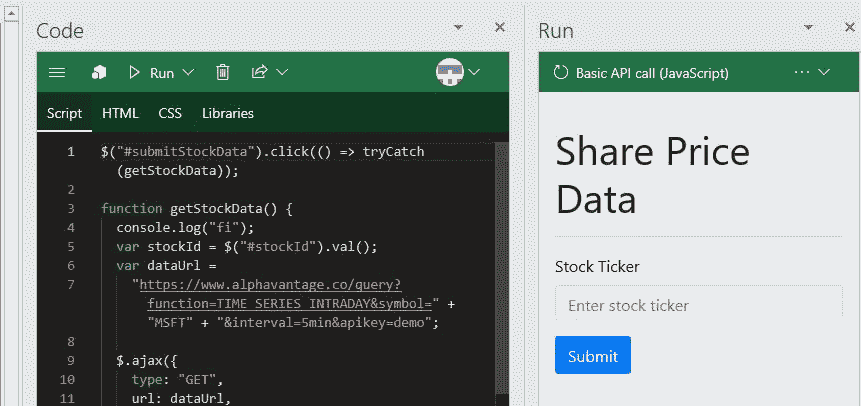 Code
Run
Script HTML CSS Libraries
1 $("#submitStockData").click(() => tryCatch
(getStockData));
2
3 function getStockData() {
4 console.log("fi");
5 var stockId = $("#stockId").val();
6 var dataUrl =
7 "https://www.alphavantage.co/query?
function=TIME_SERIES_INTRADAY&symbol=" +
"MSFT" + "&interval=5min&apikey=demo";
8
9 $.ajax({
10 type: "GET",
11 url: dataUrl,
Run
Basic API call (JavaScript)
Share Price
Data
Stock Ticker
Enter stock ticker
Submit